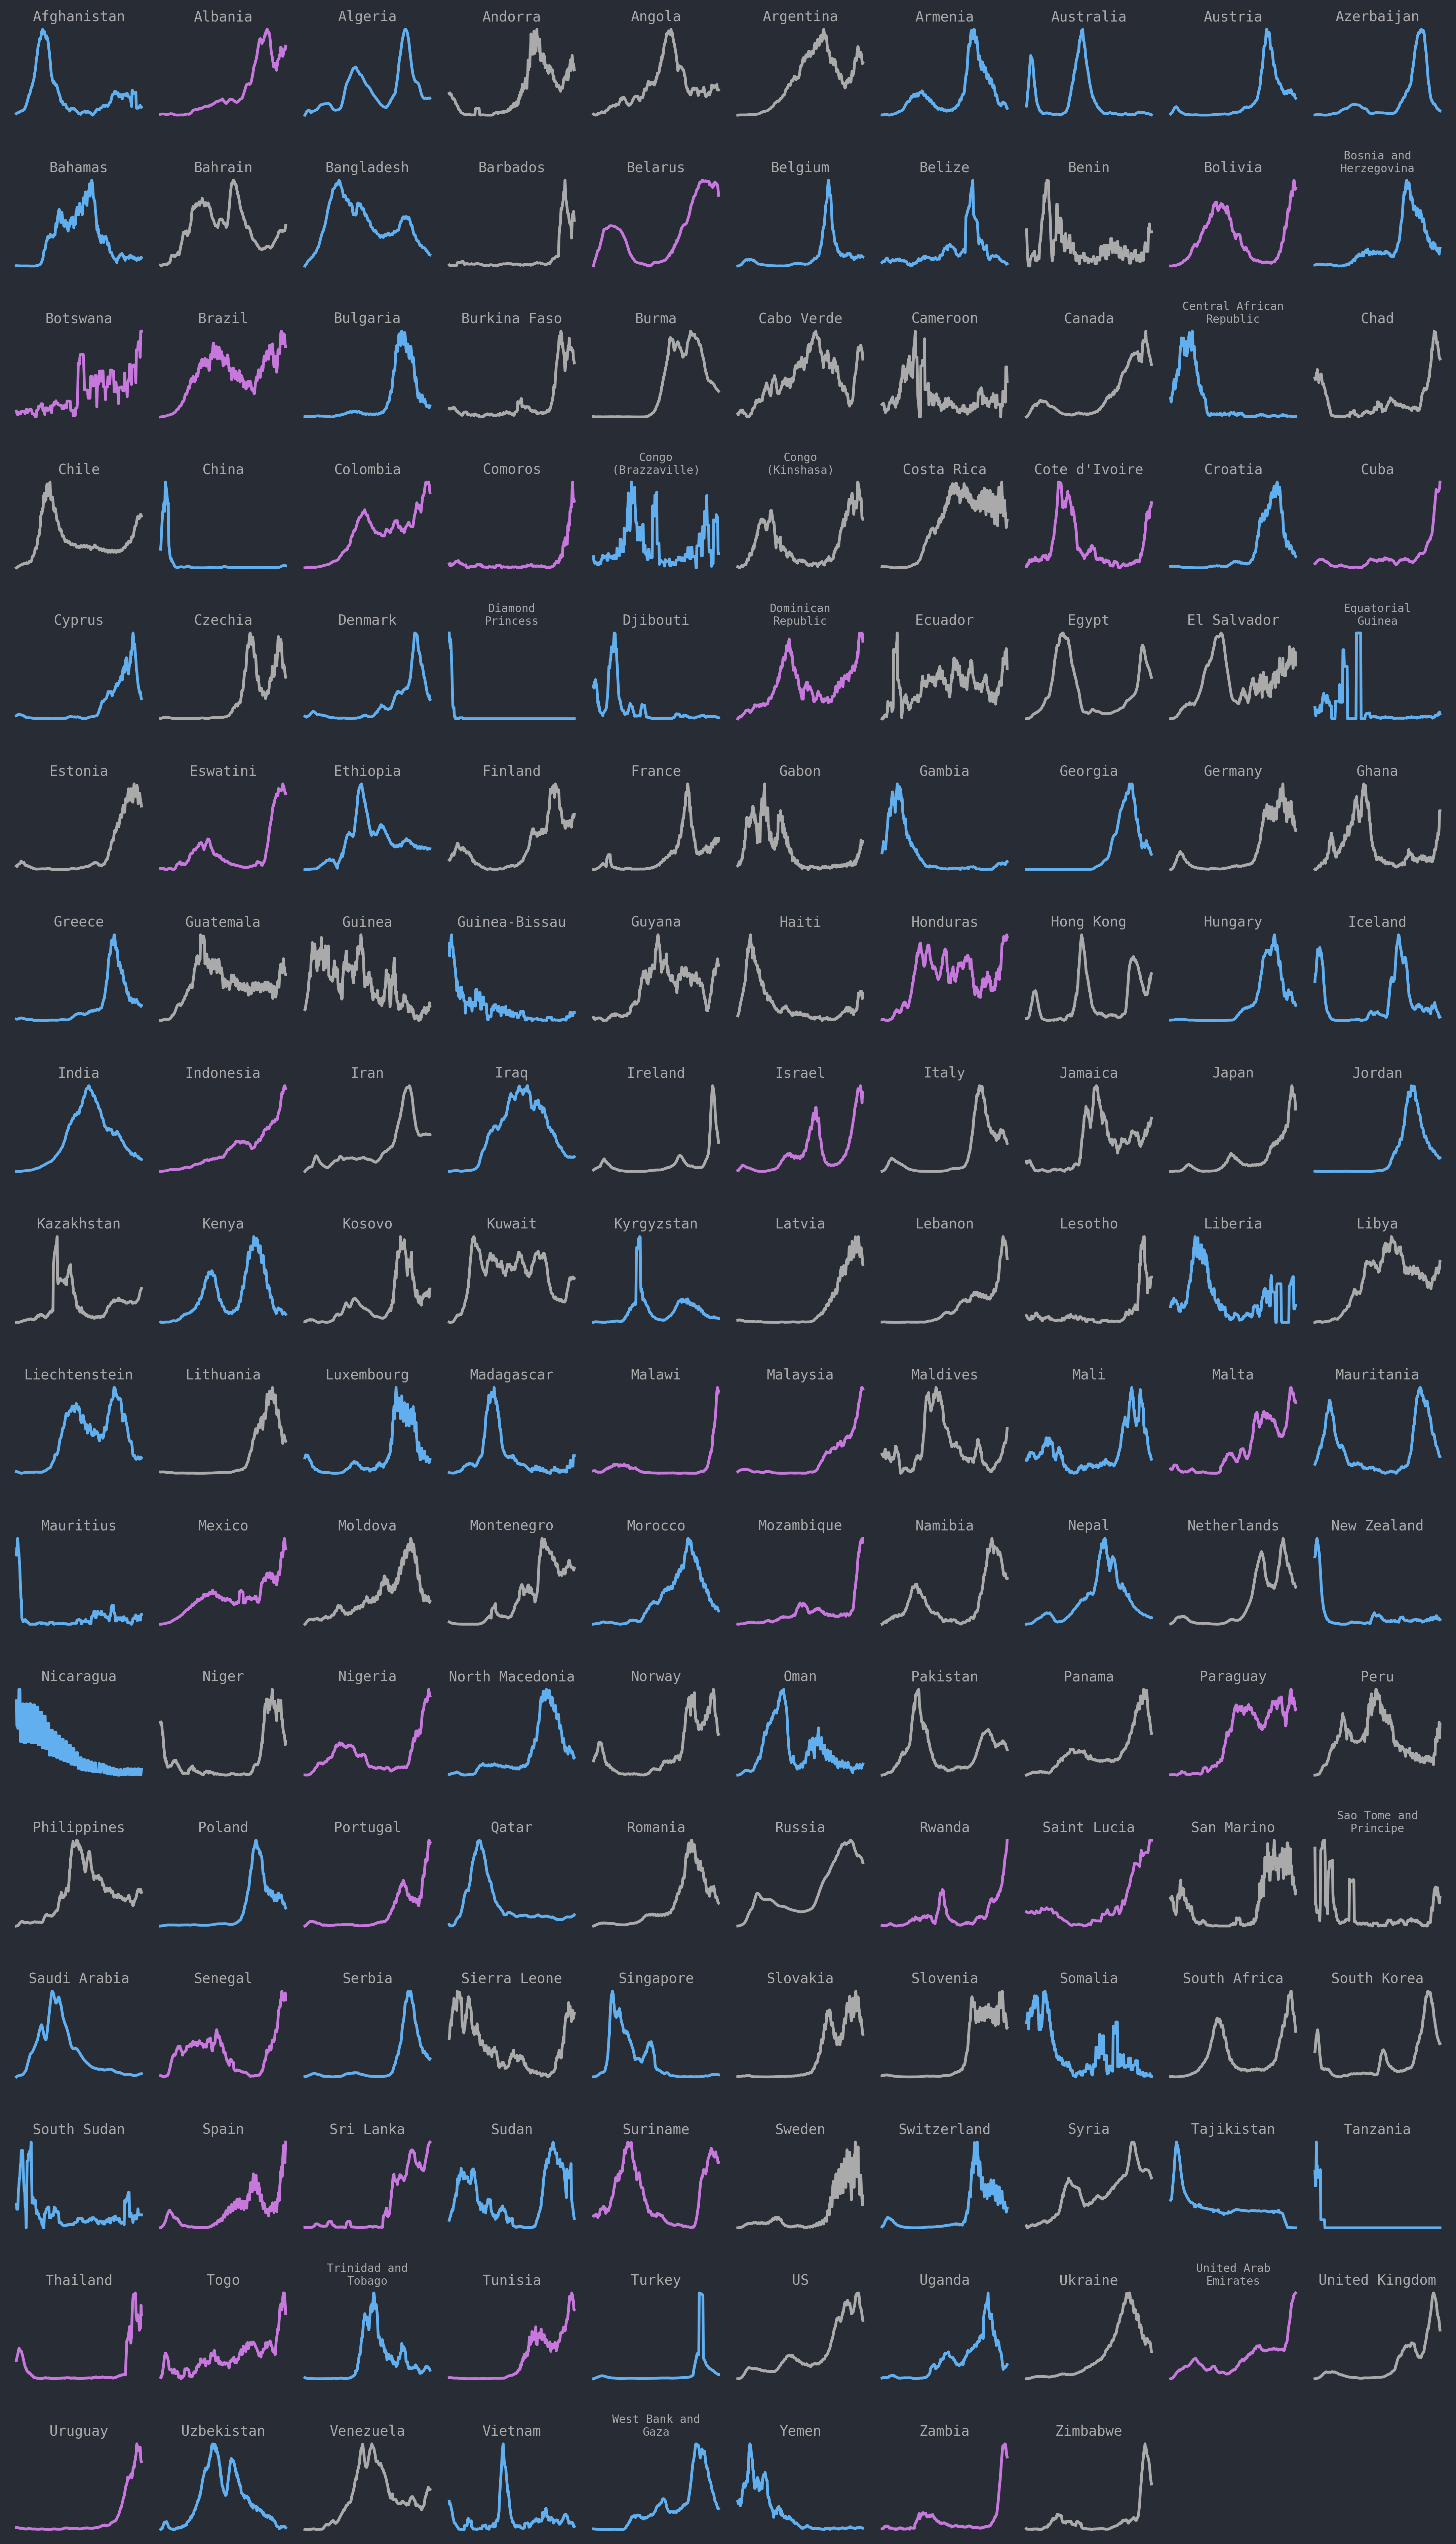 Afghanistan
Albania
Algeria
Andorra
Angola
Argentina
Armenia
Australia
Austria
Azerbaijan
Bahamas
Bahrain
Bangladesh
Barbados
Belarus
Belgium
Belize
Benin
Bolivia
Bosnia and
Herzegovina
Botswana
Brazil
Bulgaria
Burkina Faso
Burma
Cabo Verde
Cameroon
Canada
Central African
Republic
Chad
Chile
China
Colombia
Comoros
Congo
(Brazzaville)
Congo
(Kinshasa)
Costa Rica
Cote d'Ivoire
Croatia
Cuba
Cyprus
Czechia
Denmark
Diamond
Princess
Djibouti
Dominican
Republic
Ecuador
Egypt
El Salvador
Equatorial
Guinea
Estonia
Eswatini
Ethiopia
Finland
France
Gabon
Gambia
Georgia
Germany
Ghana
Greece
Guatemala
Guinea
Guinea-Bissau
Guyana
Haiti
Honduras
Hong Kong
Hungary
Iceland
India
Indonesia
Iran
Iraq
Ireland
Israel
Italy
Jamaica
Japan
Jordan
Kazakhstan
Kenya
Kosovo
Kuwait
Kyrgyzstan
Latvia
Lebanon
Lesotho
Liberia
Libya
Liechtenstein
Lithuania
Luxembourg
Madagascar
Malawi
Malaysia
Maldives
Mali
Malta
Mauritania
Mauritius
Mexico
Moldova
Montenegro
Morocco
Mozambique
Namibia
Nepal
Netherlands
New Zealand
Nicaragua
Niger
Nigeria
North Macedonia
Norway
Oman
Pakistan
Panama
Paraguay
Peru
Philippines
Poland
Portugal
Qatar
Romania
Russia
Rwanda
Saint Lucia
San Marino
Sao Tome and
Principe
Saudi Arabia
Senegal
Serbia
Sierra Leone
Singapore
Slovakia
Slovenia
Somalia
South Africa
South Korea
South Sudan
Spain
Sri Lanka
Sudan
Suriname
Sweden
Switzerland
Syria
Tajikistan
Tanzania
Thailand
Togo
Trinidad and
Tobago
Tunisia
Turkey
US
Uganda
Ukraine
United Arab
Emirates
United Kingdom
Uruguay
Uzbekistan
Venezuela
Vietnam
West Bank and
Gaza
Yemen
Zambia
Zimbabwe